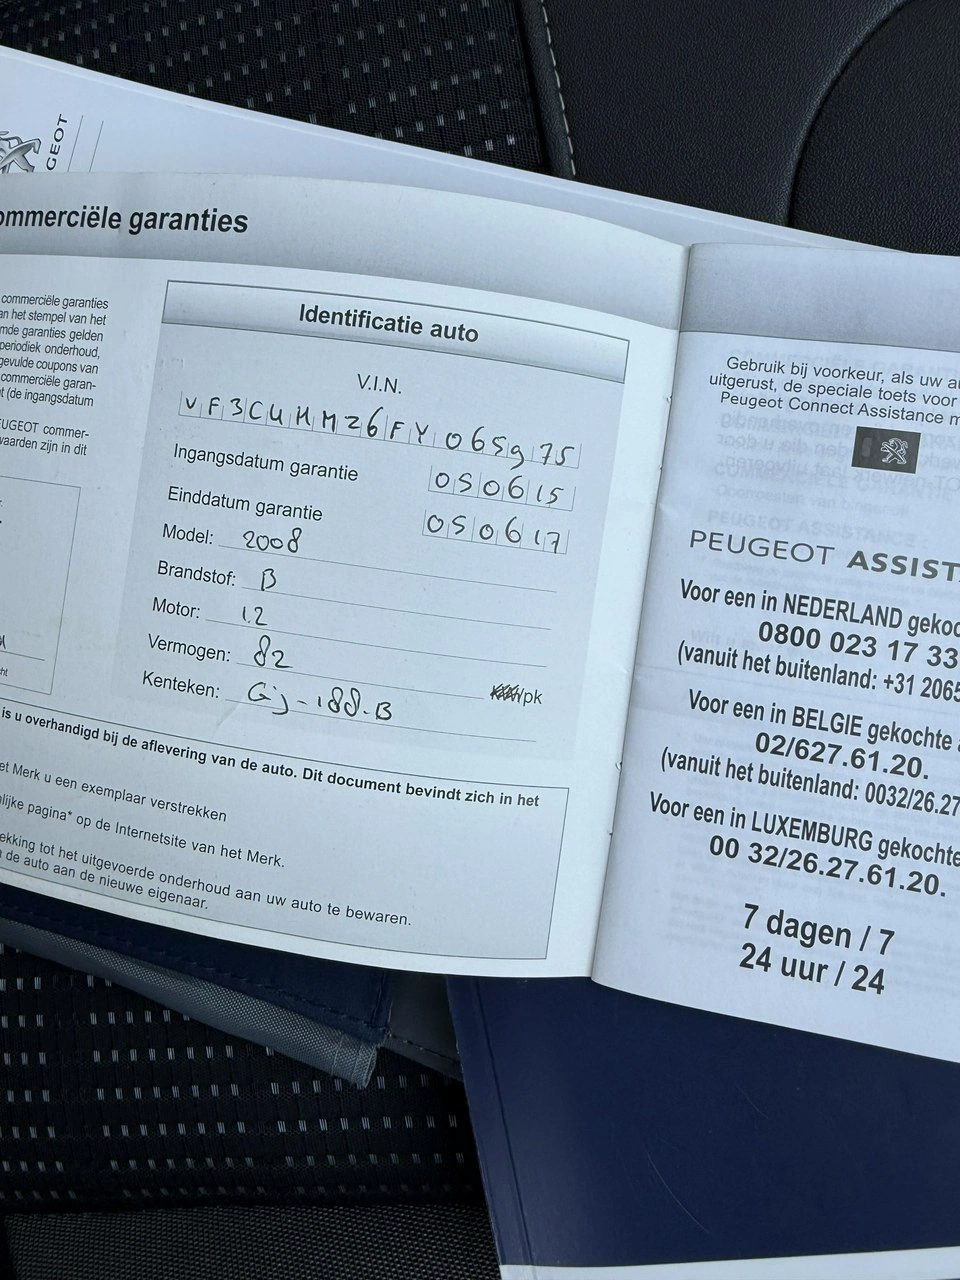 GEOT
ommerciële garanties
commerciële garanties
an het stempel van het
mde garanties gelden
periodiek onderhoud,
gevulde coupons van
commerciële garan-
t (de ingangsdatum
EUGEOT commer-
waarden zijn in dit
cht
Identificatie auto
V.I.N.
VF3CUHMZ6FY065975
Ingangsdatum garantie 050615
Einddatum garantie 050617
Model: 2008
Brandstof: B
Motor: 1.2
Vermogen: 82 /pk
Kenteken: GJ-188-B
is u overhandigd bij de aflevering van de auto. Dit document bevindt zich in het
et Merk u een exemplaar verstrekken
nlijke pagina* op de Internetsite van het Merk.
ekking tot het uitgevoerde onderhoud aan uw auto te bewaren.
n de auto aan de nieuwe eigenaar.
Gebruik bij voorkeur, als uw au
uitgerust, de speciale toets voor
Peugeot Connect Assistance m
PEUGEOT ASSIST
Voor een in NEDERLAND gekoc
0800 023 17 33
(vanuit het buitenland: +31 2065
Voor een in BELGIE gekochte
02/627.61.20.
(vanuit het buitenland: 0032/26.27
Voor een in LUXEMBURG gekochte
00 32/26.27.61.20.
7 dagen / 7
24 uur / 24